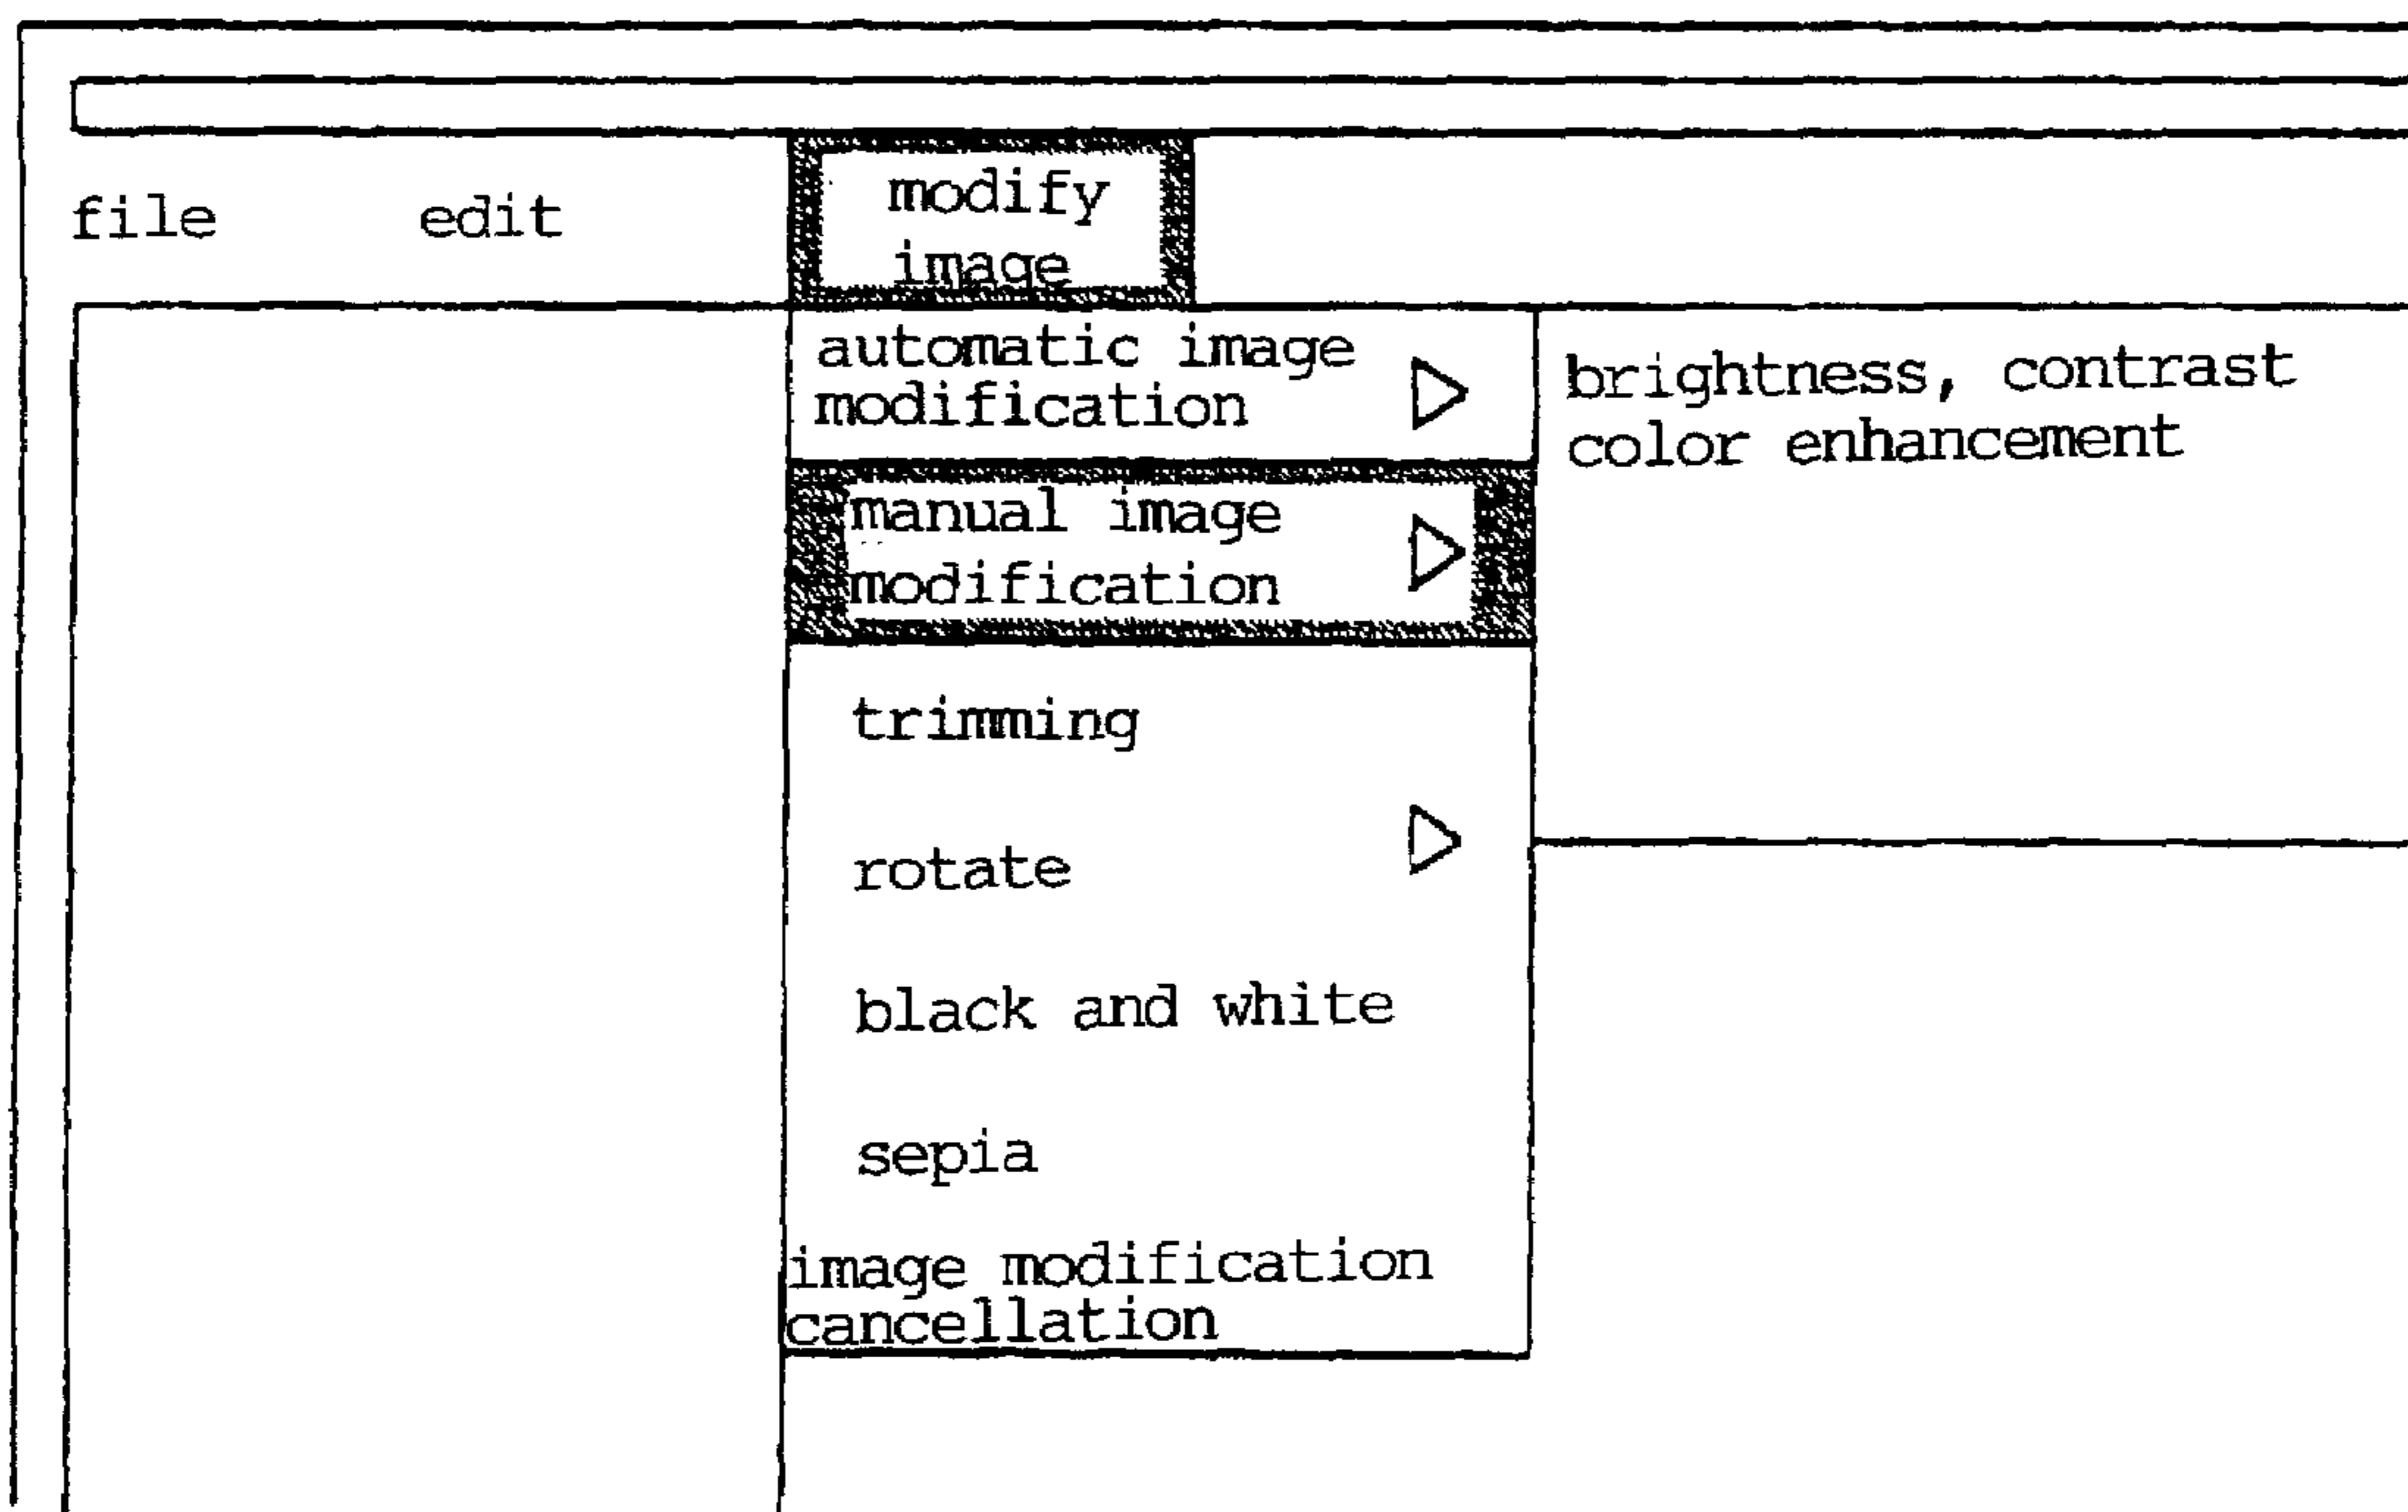 file edit modify
image
automatic image
modification
brightness, contrast
color enhancement
manual image
modification
trimming
rotate
black and white
sepia
image modification
cancellation